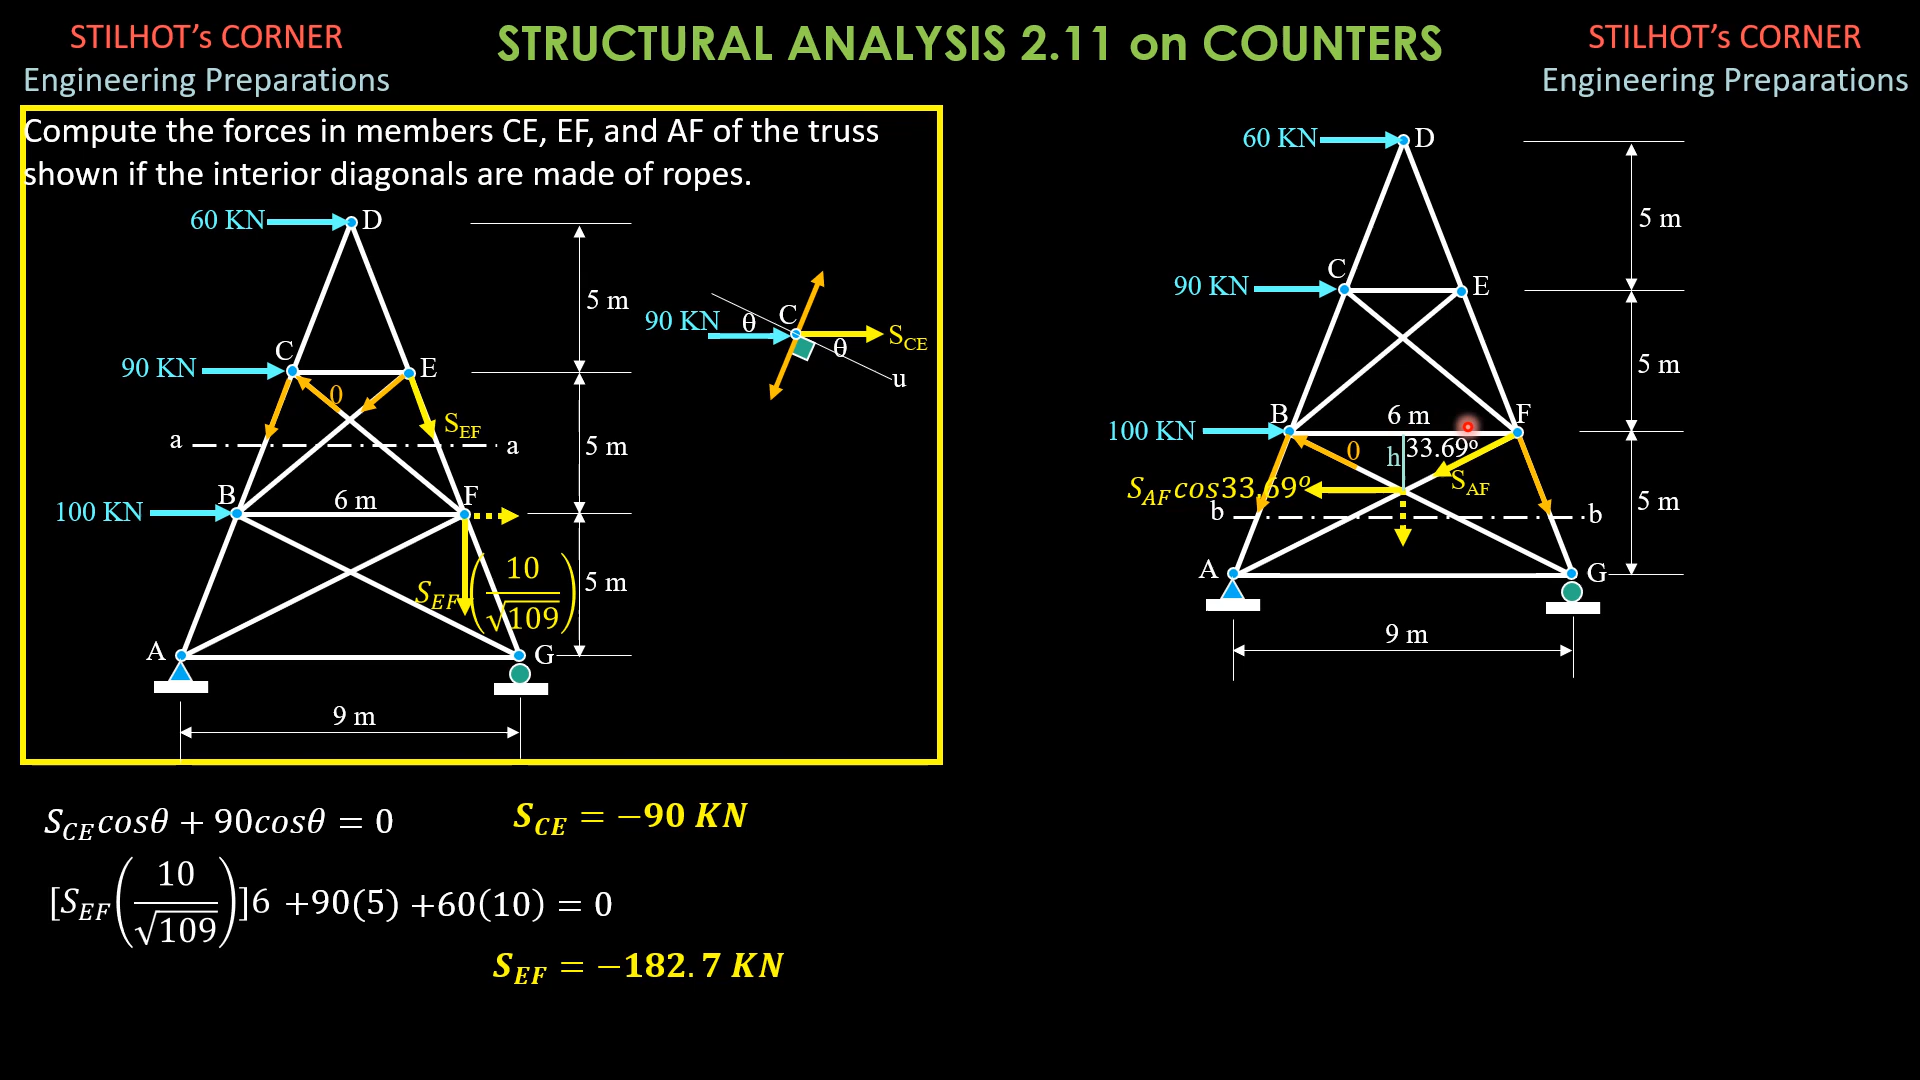 STILHOT's CORNER
Engineering Preparations
STRUCTURAL ANALYSIS 2.11 on COUNTERS
STILHOT's CORNER
Engineering Preparations
Compute the forces in members CE, EF, and AF of the truss
shown if the interior diagonals are made of ropes.
60 KN
D
5 m
90 KN
C
E
0
S_EF
a
a
5 m
100 KN
B
6 m
F
S_EF(10/√109)
5 m
A
G
9 m
90 KN
θ
C
S_CE
θ
u
60 KN
D
5 m
90 KN
C
E
5 m
100 KN
B
6 m
F
0
h
33.69º
S_AF
S_AF cos33.69º
b
b
5 m
A
G
9 m
S_CE cosθ + 90cosθ = 0
S_CE = −90 KN
[S_EF(10/√109)]6 +90(5) +60(10) = 0
S_EF = −182.7 KN